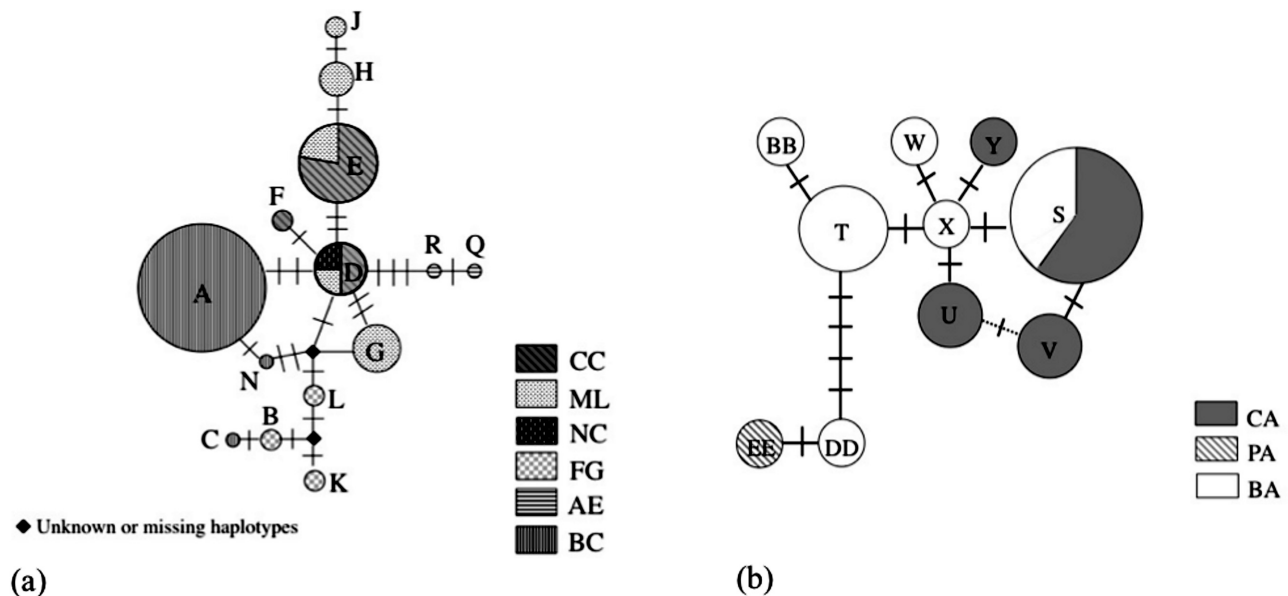 J
H
E
F
D
R
Q
A
G
N
L
B
C
K
CC
ML
NC
FG
AE
BC
◆ Unknown or missing haplotypes
(a)
BB
W
Y
T
X
S
U
V
EE
DD
CA
PA
BA
(b)